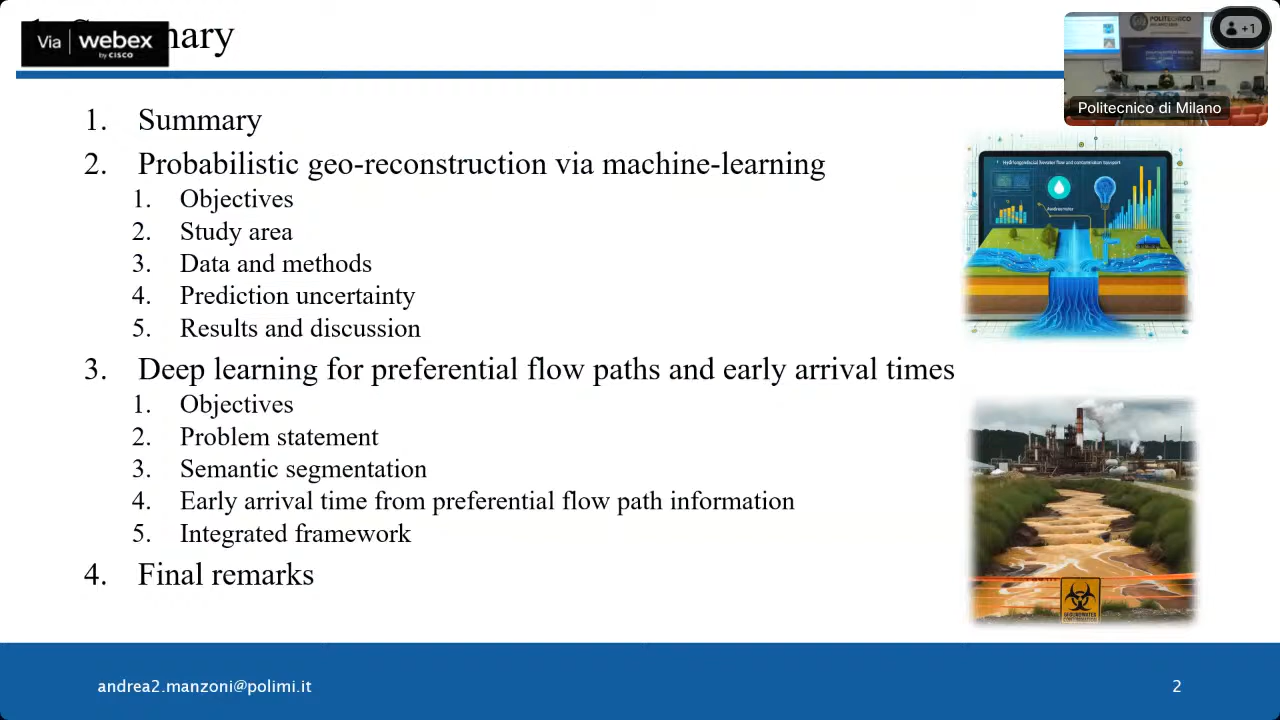 Via webex
by CISCO
+1
POLITECNICO
Politecnico di Milano
1. Summary
2. Probabilistic geo-reconstruction via machine-learning
1. Objectives
2. Study area
3. Data and methods
4. Prediction uncertainty
5. Results and discussion
3. Deep learning for preferential flow paths and early arrival times
1. Objectives
2. Problem statement
3. Semantic segmentation
4. Early arrival time from preferential flow path information
5. Integrated framework
4. Final remarks
GROUNDWATER
andrea2.manzoni@polimi.it
2